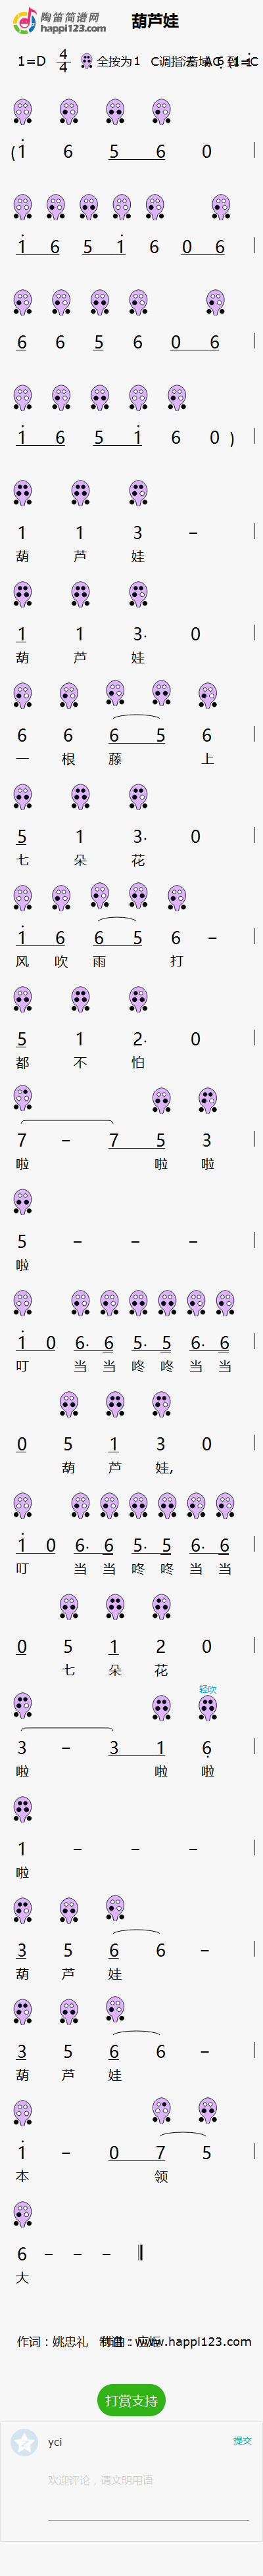 陶笛简谱网
happi123.com
葫芦娃
1=D 4/4 全按为1 C调指法
( 1̇ 6 5 6 0 |
1̇ 6 5 1̇ 6 0 6 |
6 6 5 6 0 6 |
1̇ 6 5 1̇ 6 0 ) |
1 1 3 – |
葫 芦 娃
1 1 3· 0
葫 芦 娃
6 6 6 5 6 |
一 根 藤 上
5 1 3· 0 |
七 朵 花
1̇ 6 6 5 6 – |
风 吹 雨 打
5 1 2· 0 |
都 不 怕
7 – 7 5 3 |
啦 啦 啦
5 – – – |
啦
1̇ 0 6· 6 5· 5 6· 6 |
叮 当 当 咚 咚 当 当
0 5 1 3 0 |
葫 芦 娃,
1̇ 0 6· 6 5· 5 6· 6 |
叮 当 当 咚 咚 当 当
0 5 1 2 0 |
七 朵 花
轻吹
3 – 3 1 6̣ |
啦 啦 啦
1 – – – |
啦
3 5 6 6 – |
葫 芦 娃
3 5 6 6 – |
葫 芦 娃
1̇ – 0 7 5 |
本 领
6 – – – ‖
大
作词：姚忠礼 www.happi123.com
打赏支持
yci 提交
欢迎评论，请文明用语